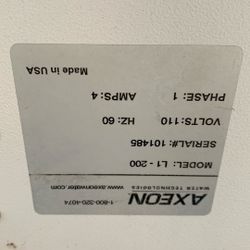 AXEON
WATER TECHNOLOGIES
1-800-320-4074
www.axeonwater.com
MODEL: L1 - 200
SERIAL#: 101485
VOLTS: 110 HZ: 60
PHASE: 1 AMPS: 4
Made in USA